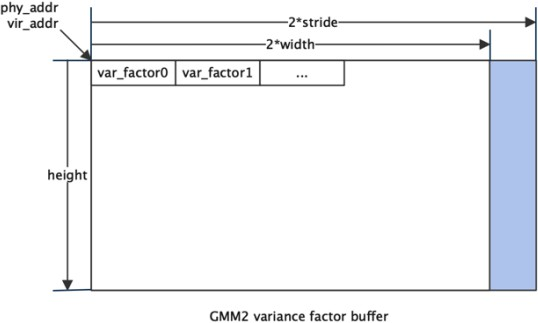 phy_addr
vir_addr
2*stride
2*width
var_factor0 var_factor1 ...
height
GMM2 variance factor buffer